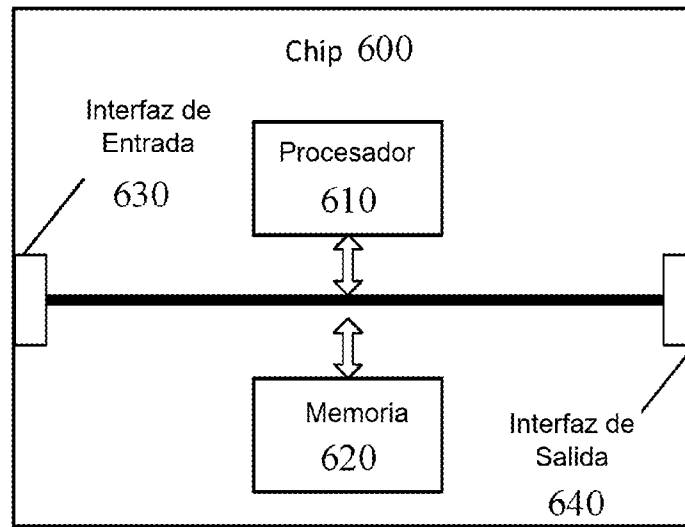 Chip 600
Interfaz de
Entrada
630
Procesador
610
Memoria
620
Interfaz de
Salida
640